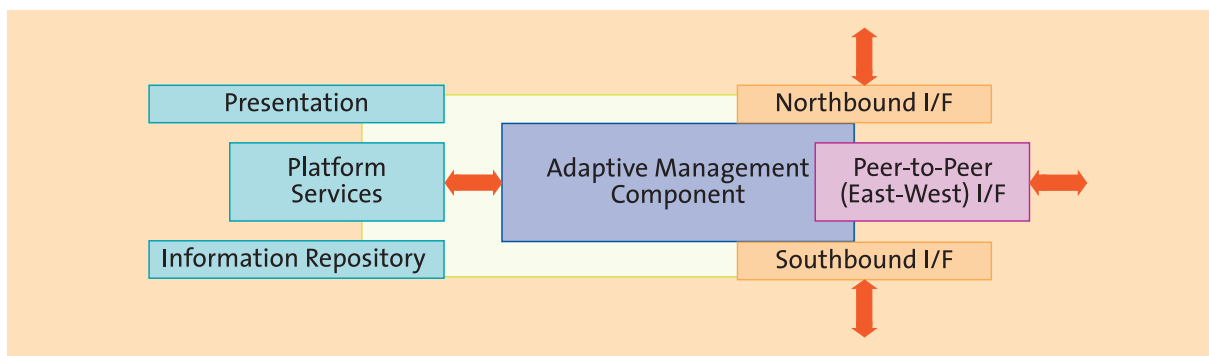 Presentation
Northbound I/F
Platform
Services
Adaptive Management
Component
Peer-to-Peer
(East-West) I/F
Information Repository
Southbound I/F